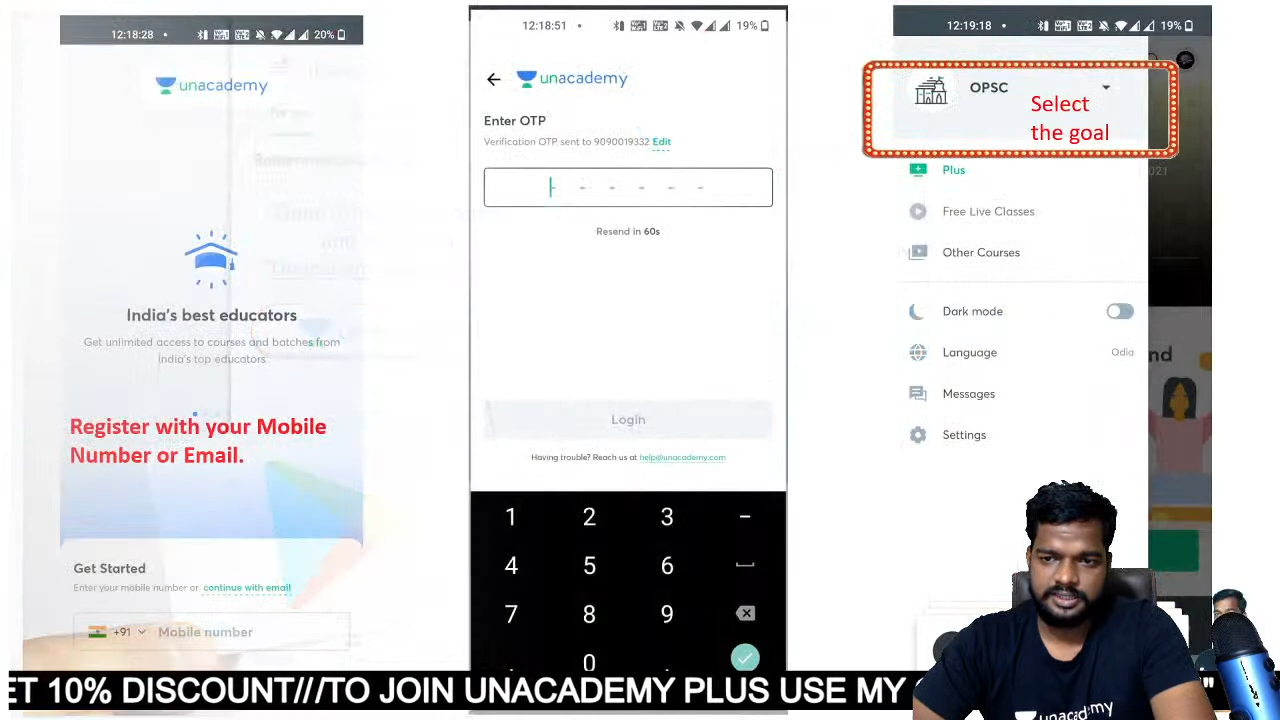 12:18:28
20%
unacademy
India's best educators
Get unlimited access to courses and batches from
India's top educators
Register with your Mobile
Number or Email.
Get Started
Enter your mobile number or continue with email
+91
Mobile number
12:18:51
19%
unacademy
Enter OTP
Verification OTP sent to 9090019332 Edit
Resend in 60s
Login
Having trouble? Reach us at help@unacademy.com
1 2 3 –
4 5 6
7 8 9
. 0
12:19:18
19%
OPSC
Select
the goal
Plus
2021
Free Live Classes
Other Courses
Dark mode
Language
Odia
Messages
Settings
unacademy
ET 10% DISCOUNT///TO JOIN UNACADEMY PLUS USE MY